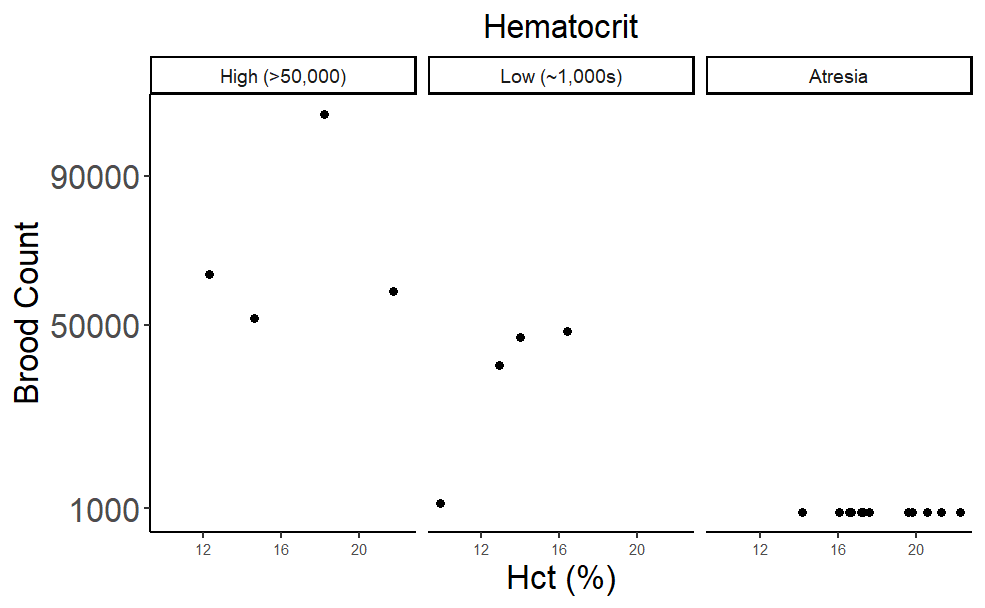 Hematocrit
High (>50,000) Low (~1,000s) Atresia
90000
50000
1000
Brood Count
12 16 20 12 16 20 12 16 20
Hct (%)